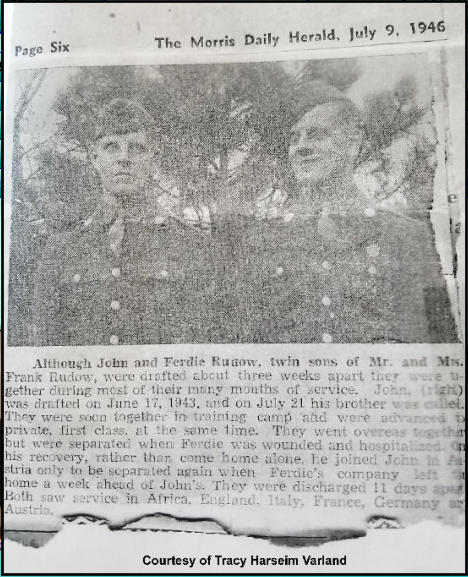 Page Six The Morris Daily Herald, July 9, 1946
Although John and Ferdie Rudow, twin sons of Mr. and
Frank Rudow, were drafted about three weeks apart they were to-
gether during most of their many months of service. John, (right)
was drafted on June 17, 1943, and on July 21 his brother was called.
They were soon together in training camp and were advanced
private, first class, at the same time. They went overeas together
but were separated when Ferdie was wounded and hospitalized. On
his recovery, rather than come home alone, he joined John in
stria only to be separated again when Ferdie's company left
home a week ahead of John's. They were discharged 11 days apart
Both saw service in Africa, England, Italy, France, Germany
Austria.
Courtesy of Tracy Harseim Varland